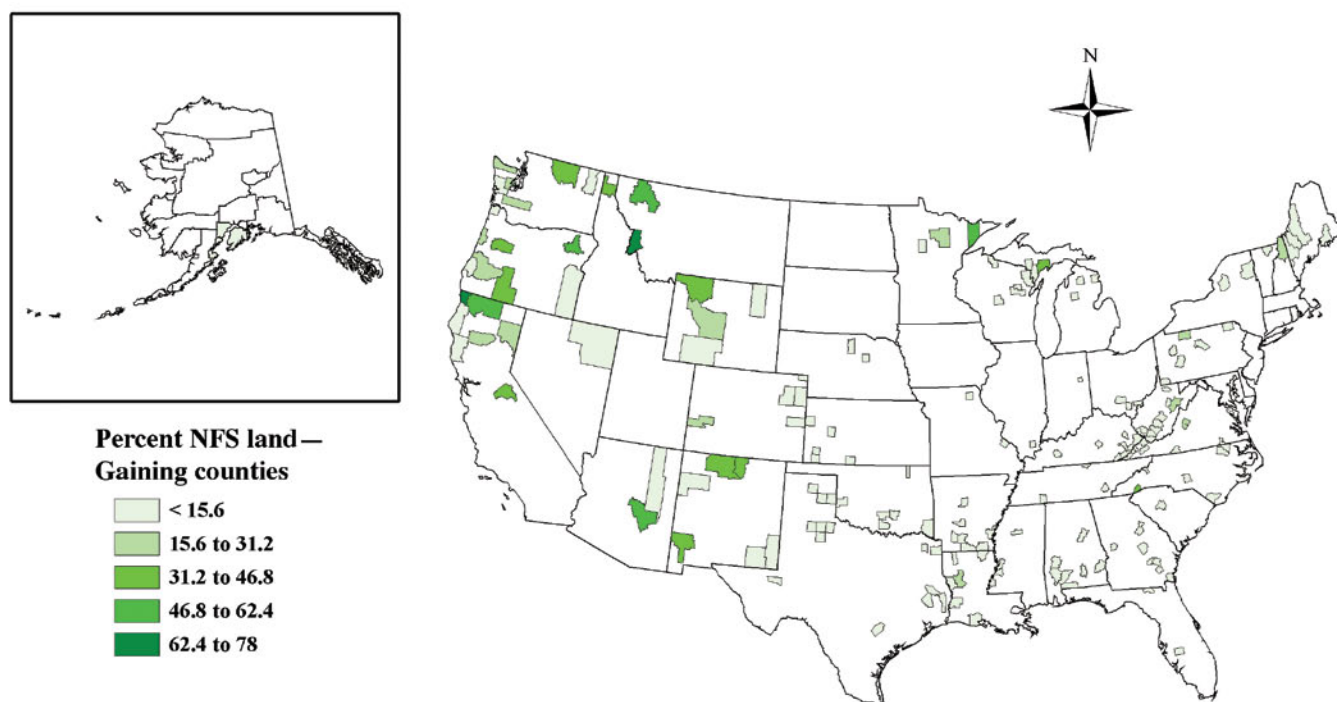 N
Percent NFS land—
Gaining counties
< 15.6
15.6 to 31.2
31.2 to 46.8
46.8 to 62.4
62.4 to 78